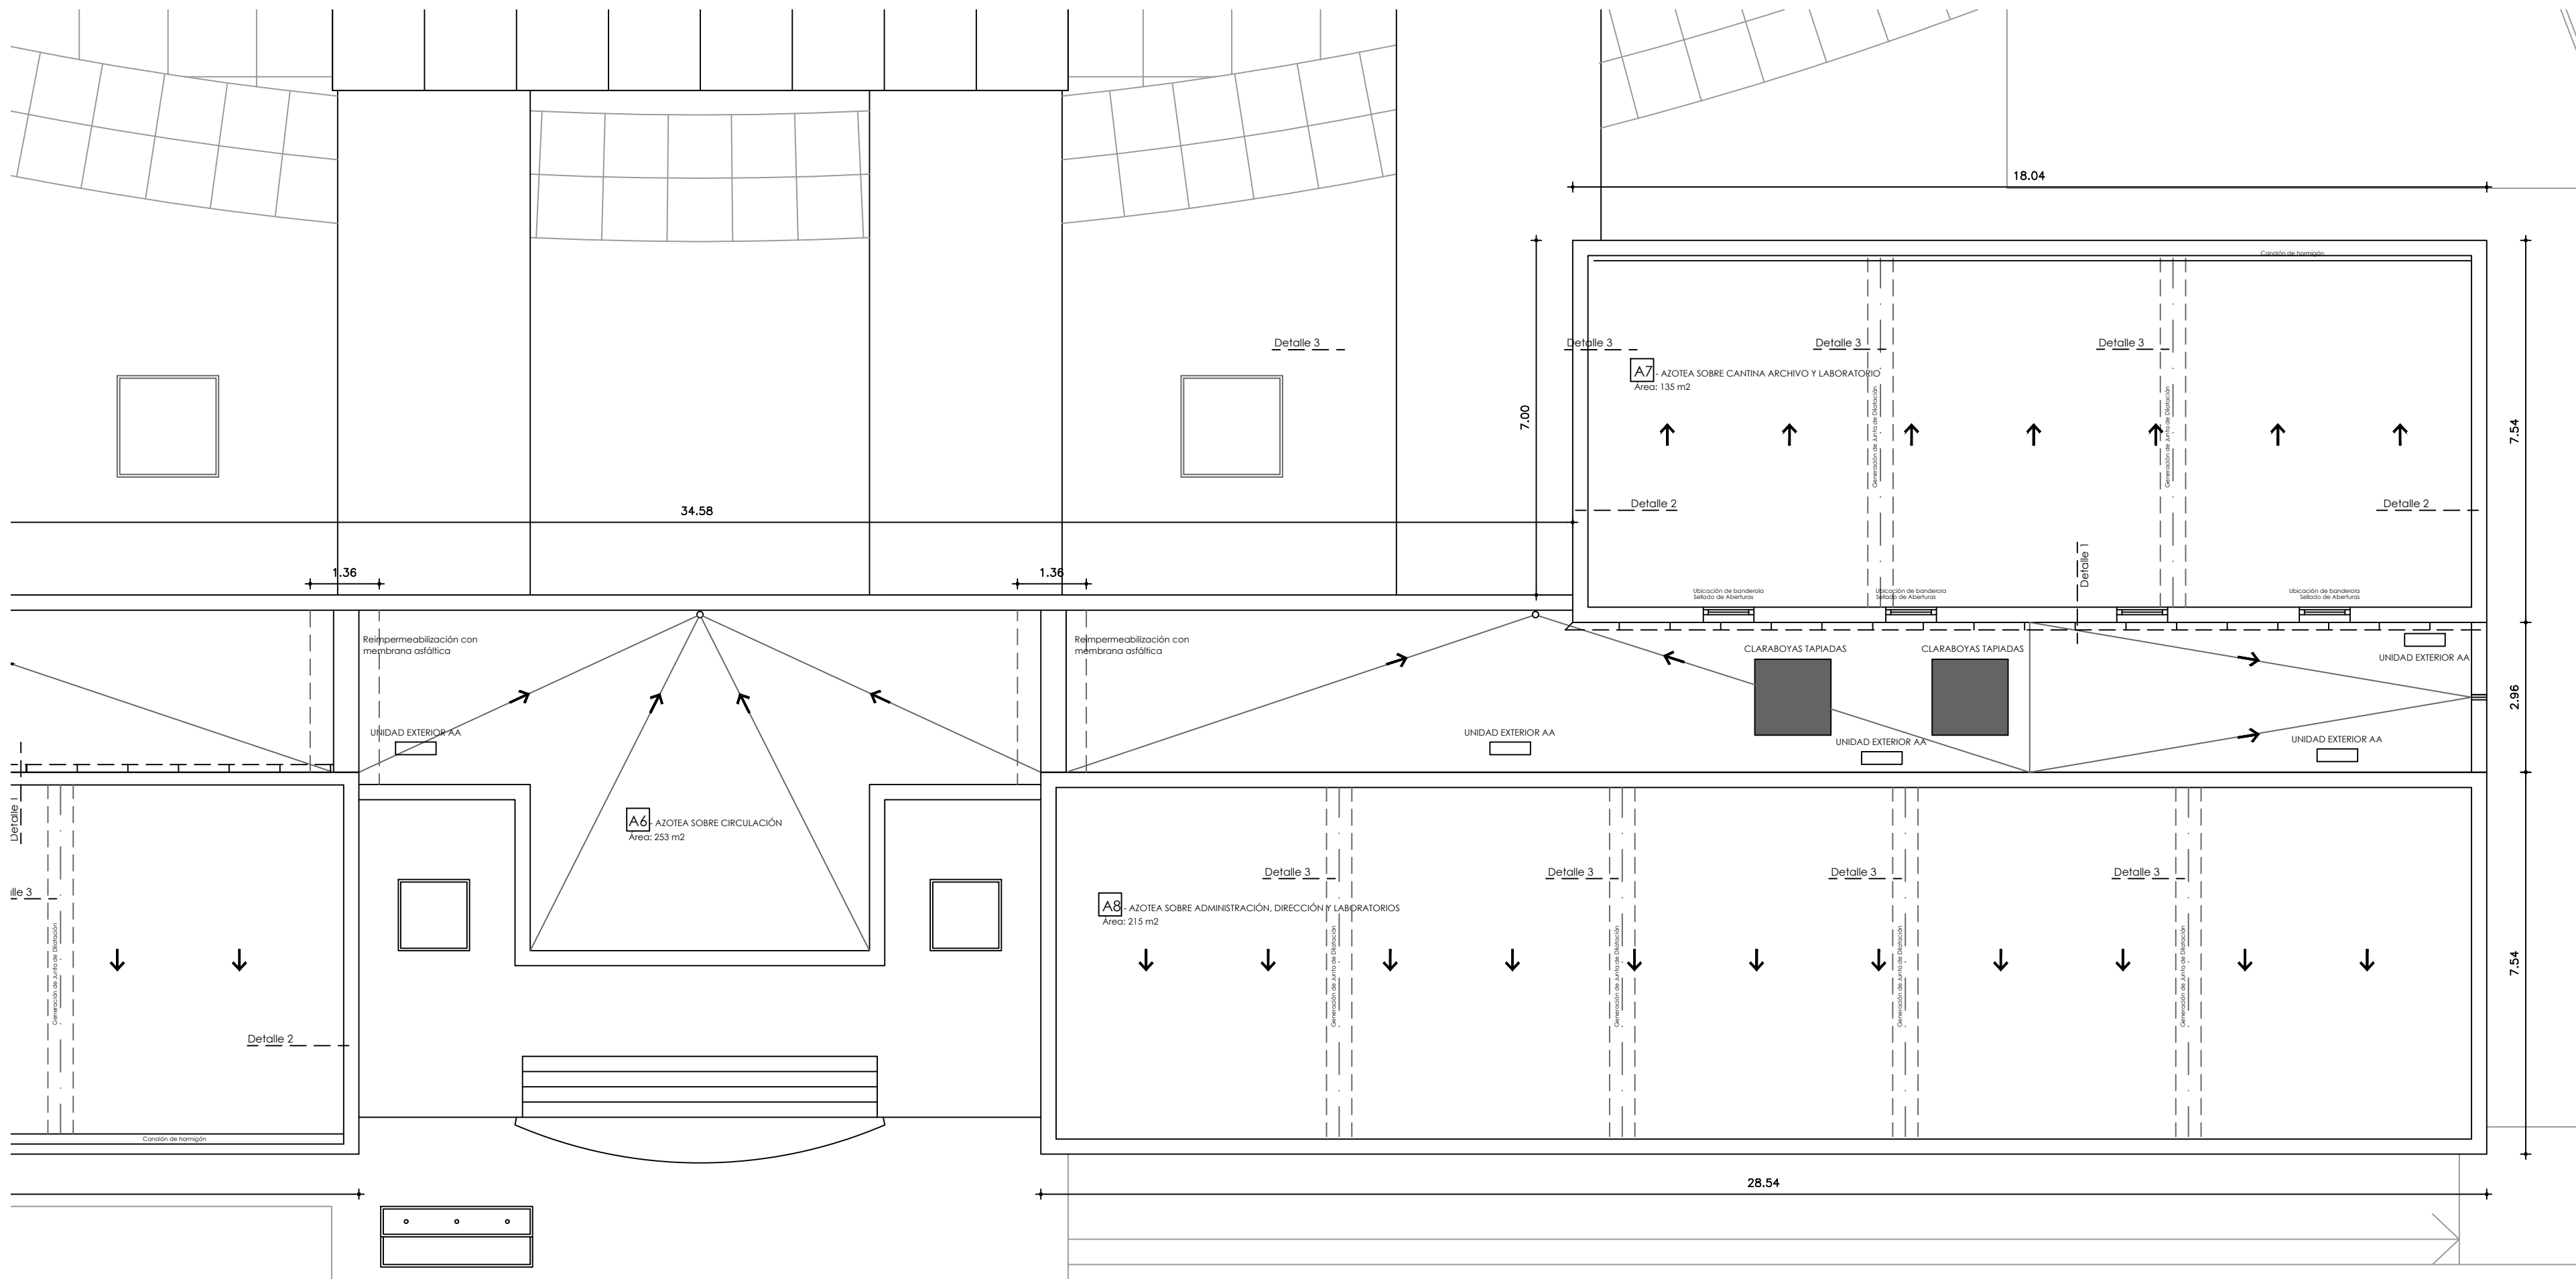 18.04
Canalón de hormigón
Detalle 3
Detalle 3
Detalle 3
Detalle 3
A7 - AZOTEA SOBRE CANTINA ARCHIVO Y LABORATORIO
Área: 135 m2
7.00
Generación de Junta de Dilatación
Generación de Junta de Dilatación
7.54
Detalle 2
Detalle 2
34.58
Detalle 1
1.36
1.36
Ubicación de banderola
Sellado de Aberturas
Ubicación de banderola
Sellado de Aberturas
Ubicación de banderola
Sellado de Aberturas
Reimpermeabilización con
membrana asfáltica
Reimpermeabilización con
membrana asfáltica
CLARABOYAS TAPIADAS
CLARABOYAS TAPIADAS
UNIDAD EXTERIOR AA
2.96
UNIDAD EXTERIOR AA
UNIDAD EXTERIOR AA
UNIDAD EXTERIOR AA
UNIDAD EXTERIOR AA
Detalle 1
A6 - AZOTEA SOBRE CIRCULACIÓN
Área: 253 m2
Detalle 3
Detalle 3
Detalle 3
Detalle 3
lle 3
A8 - AZOTEA SOBRE ADMINISTRACIÓN, DIRECCIÓN Y LABORATORIOS
Área: 215 m2
Generación de Junta de Dilatación
Generación de Junta de Dilatación
Generación de Junta de Dilatación
Generación de Junta de Dilatación
Generación de Junta de Dilatación
7.54
Detalle 2
Canalón de hormigón
28.54